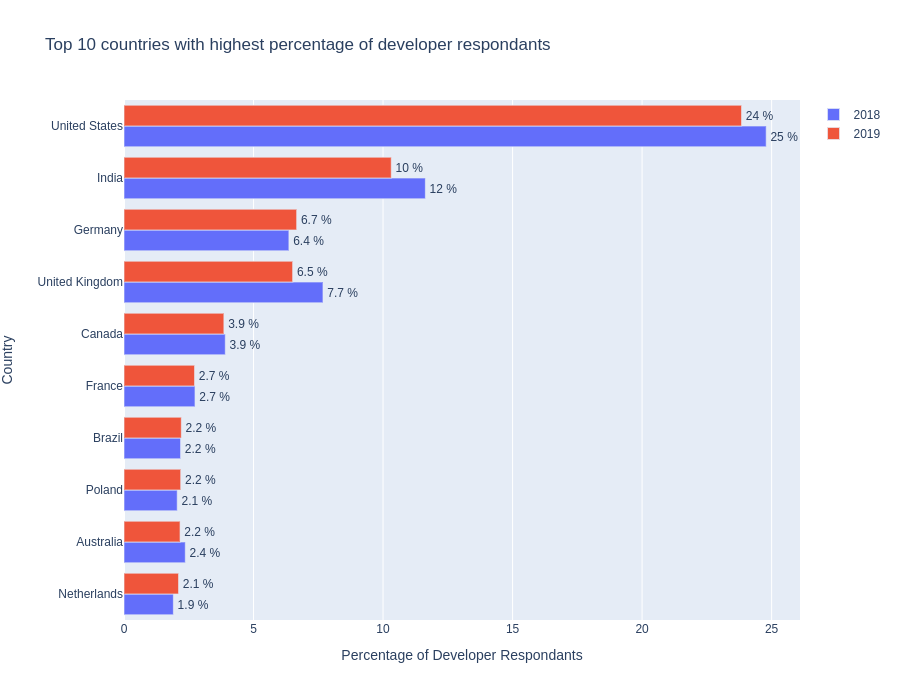 Top 10 countries with highest percentage of developer respondants
2018
2019
Country
United States
24 %
25 %
India
10 %
12 %
Germany
6.7 %
6.4 %
United Kingdom
6.5 %
7.7 %
Canada
3.9 %
3.9 %
France
2.7 %
2.7 %
Brazil
2.2 %
2.2 %
Poland
2.2 %
2.1 %
Australia
2.2 %
2.4 %
Netherlands
2.1 %
1.9 %
0 5 10 15 20 25
Percentage of Developer Respondants